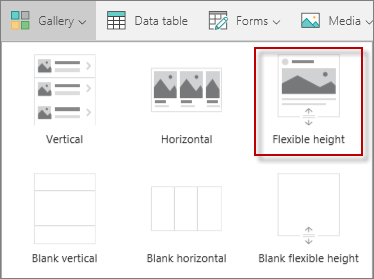 Gallery Data table Forms Media
Vertical Horizontal Flexible height
Blank vertical Blank horizontal Blank flexible height